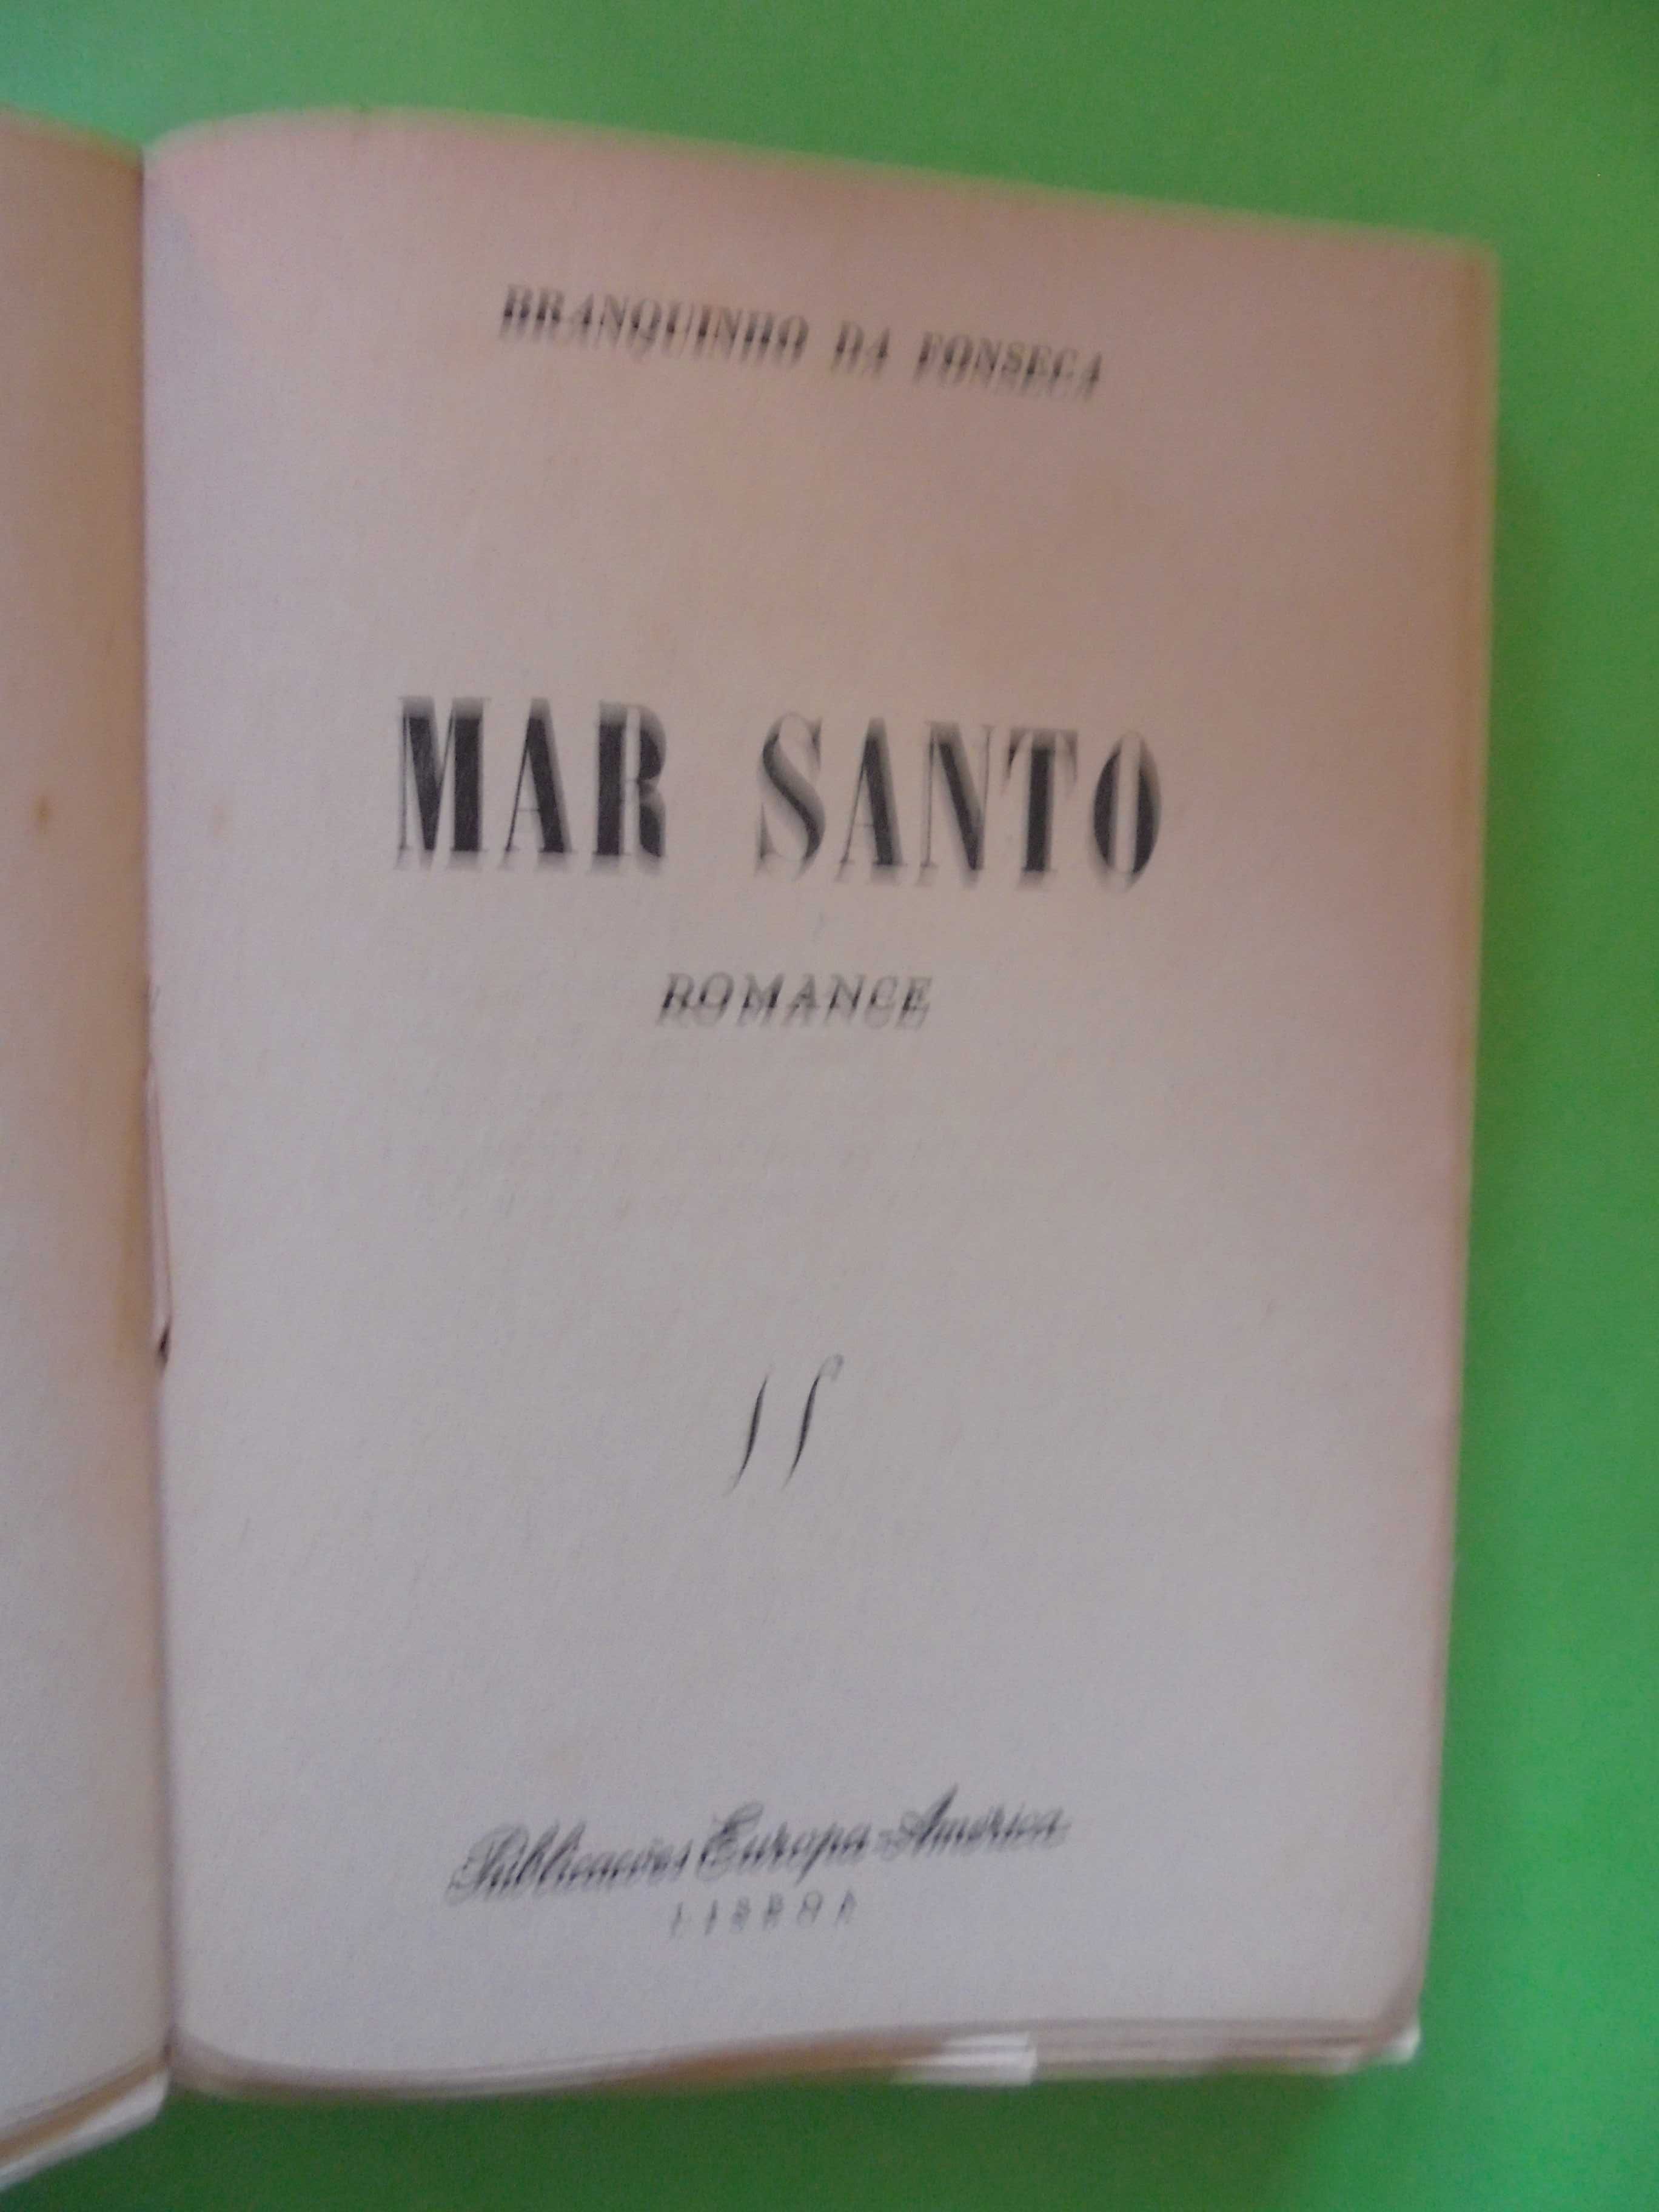 BRANQUINHO DA FONSECA
MAR SANTO
ROMANCE
Publicações Europa-América
LISBOA